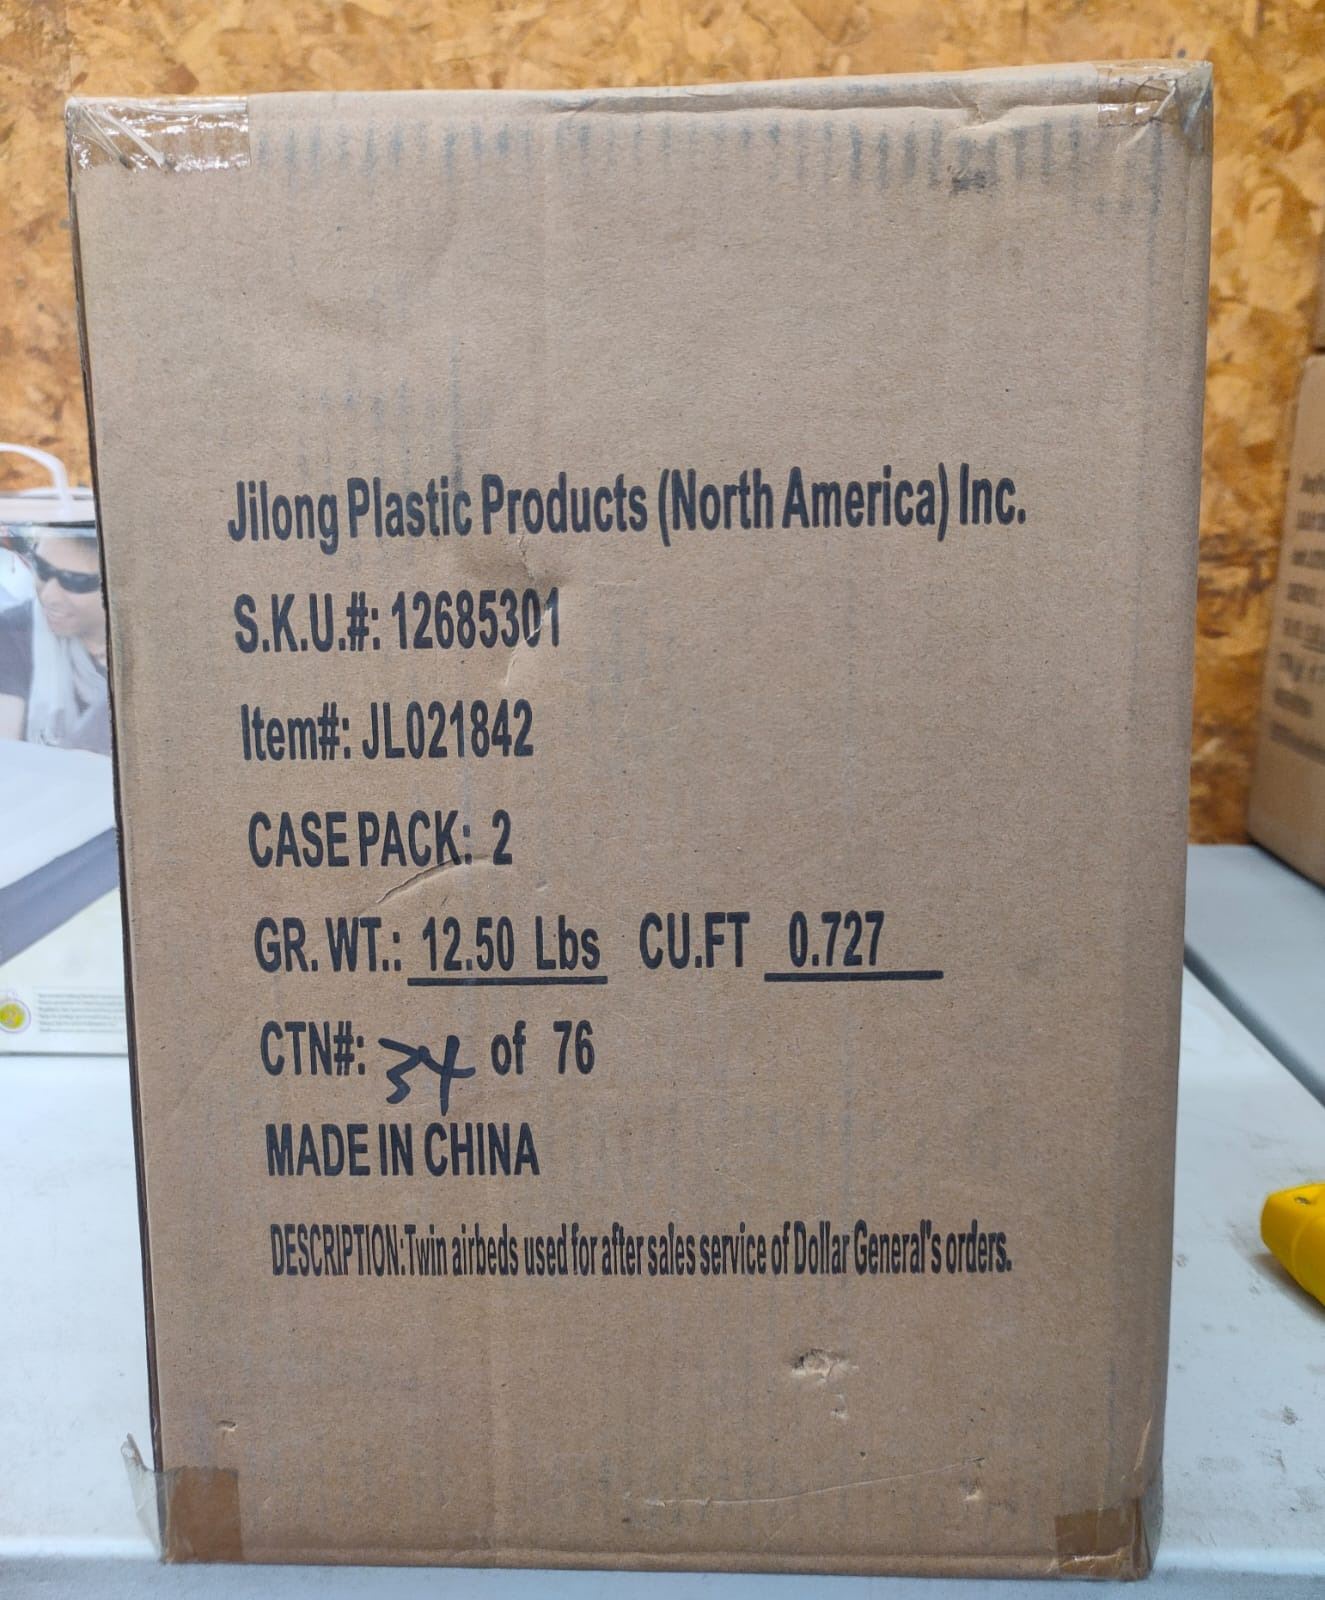 Jilong Plastic Products (North America) Inc.
S.K.U.#: 12685301
Item#: JL021842
CASE PACK: 2
GR. WT.: 12.50 Lbs CU.FT 0.727
CTN#: 34 of 76
MADE IN CHINA
DESCRIPTION: Twin airbeds used for after sales service of Dollar General's orders.